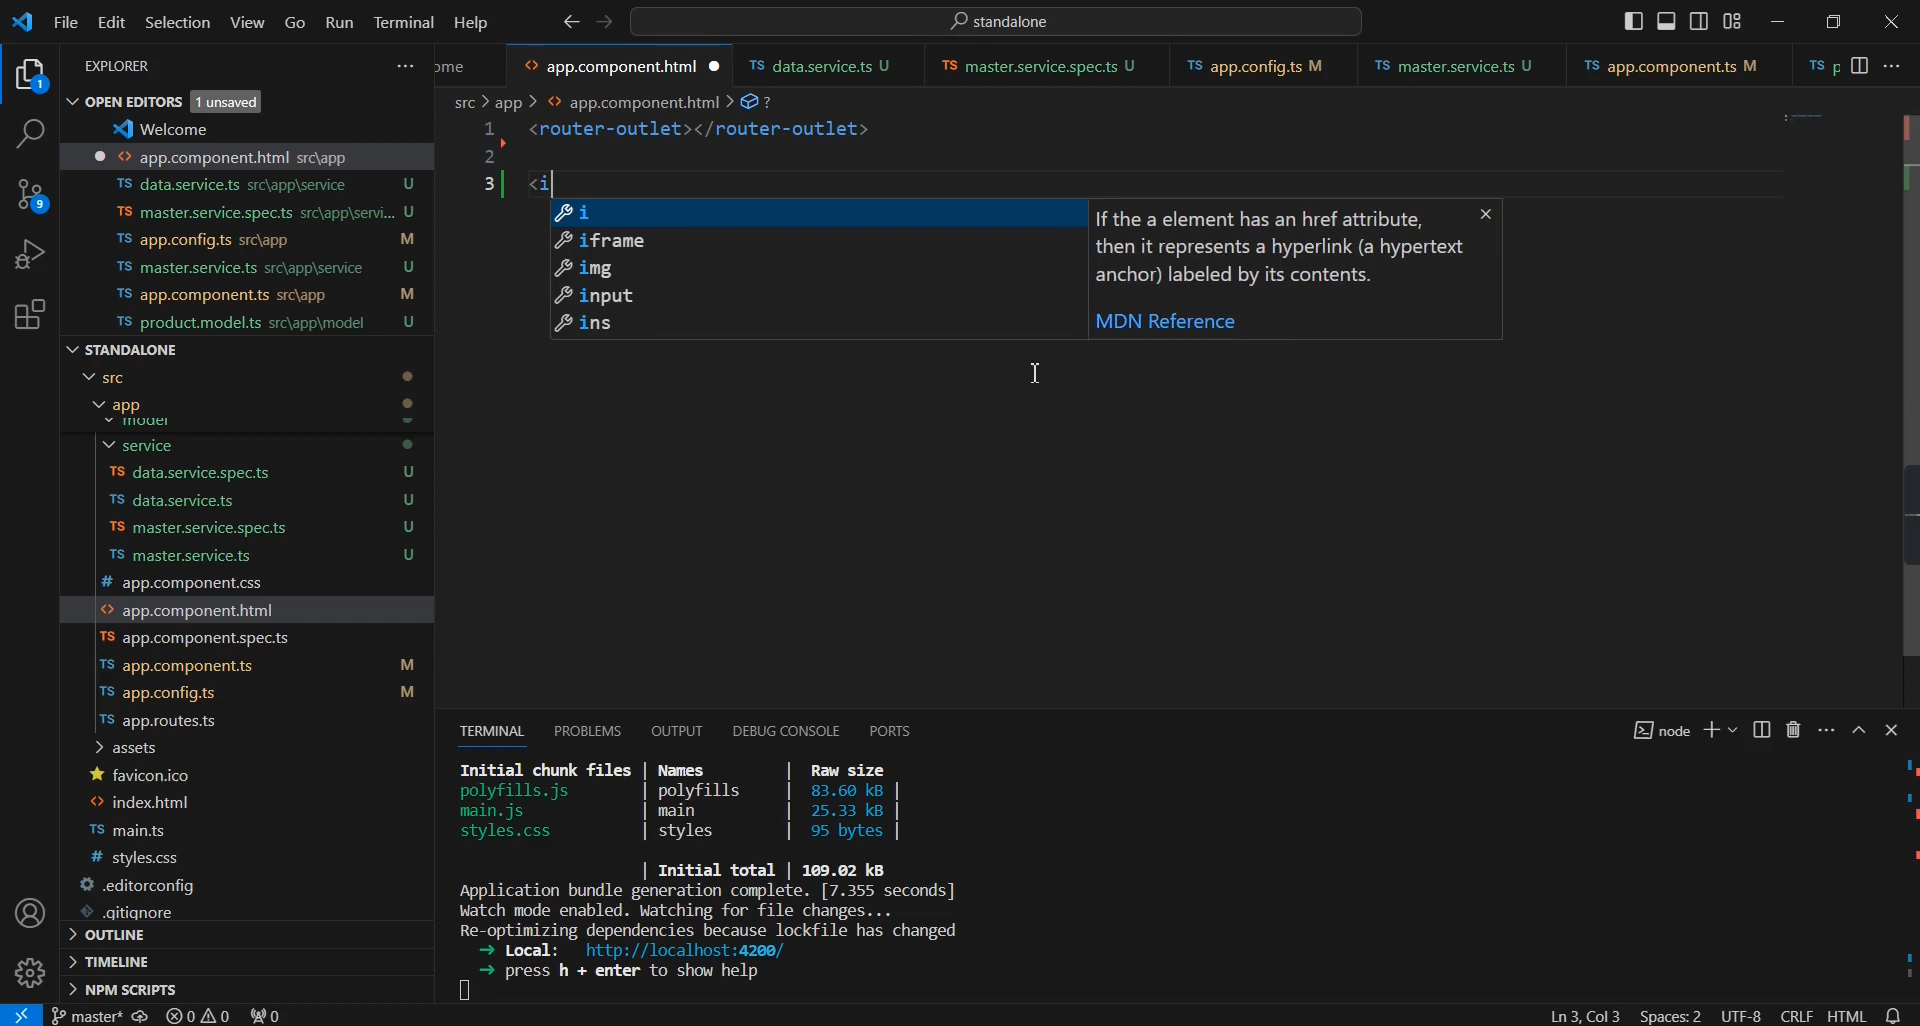 File Edit Selection View Go Run Terminal Help
standalone
EXPLORER
OPEN EDITORS 1 unsaved
Welcome
app.component.html src\app
data.service.ts src\app\service U
master.service.spec.ts src\app\servi... U
app.config.ts src\app M
master.service.ts src\app\service U
app.component.ts src\app M
product.model.ts src\app\model U
STANDALONE
src
app
model
service
data.service.spec.ts U
data.service.ts U
master.service.spec.ts U
master.service.ts U
app.component.css
app.component.html
app.component.spec.ts
app.component.ts M
app.config.ts M
app.routes.ts
assets
favicon.ico
index.html
main.ts
styles.css
.editorconfig
.gitignore
OUTLINE
TIMELINE
NPM SCRIPTS
ome app.component.html TS data.service.ts U TS master.service.spec.ts U TS app.config.ts M TS master.service.ts U TS app.component.ts M TS p
src > app > app.component.html > ?
1 <router-outlet></router-outlet>
2
3 <i
i
iframe
img
input
ins
If the a element has an href attribute,
then it represents a hyperlink (a hypertext
anchor) labeled by its contents.
MDN Reference
TERMINAL PROBLEMS OUTPUT DEBUG CONSOLE PORTS
node
Initial chunk files | Names | Raw size
polyfills.js | polyfills | 83.60 kB |
main.js | main | 25.33 kB |
styles.css | styles | 95 bytes |
| Initial total | 109.02 kB
Application bundle generation complete. [7.355 seconds]
Watch mode enabled. Watching for file changes...
Re-optimizing dependencies because lockfile has changed
➜ Local: http://localhost:4200/
➜ press h + enter to show help
master* 0 0 0 Ln 3, Col 3 Spaces: 2 UTF-8 CRLF HTML